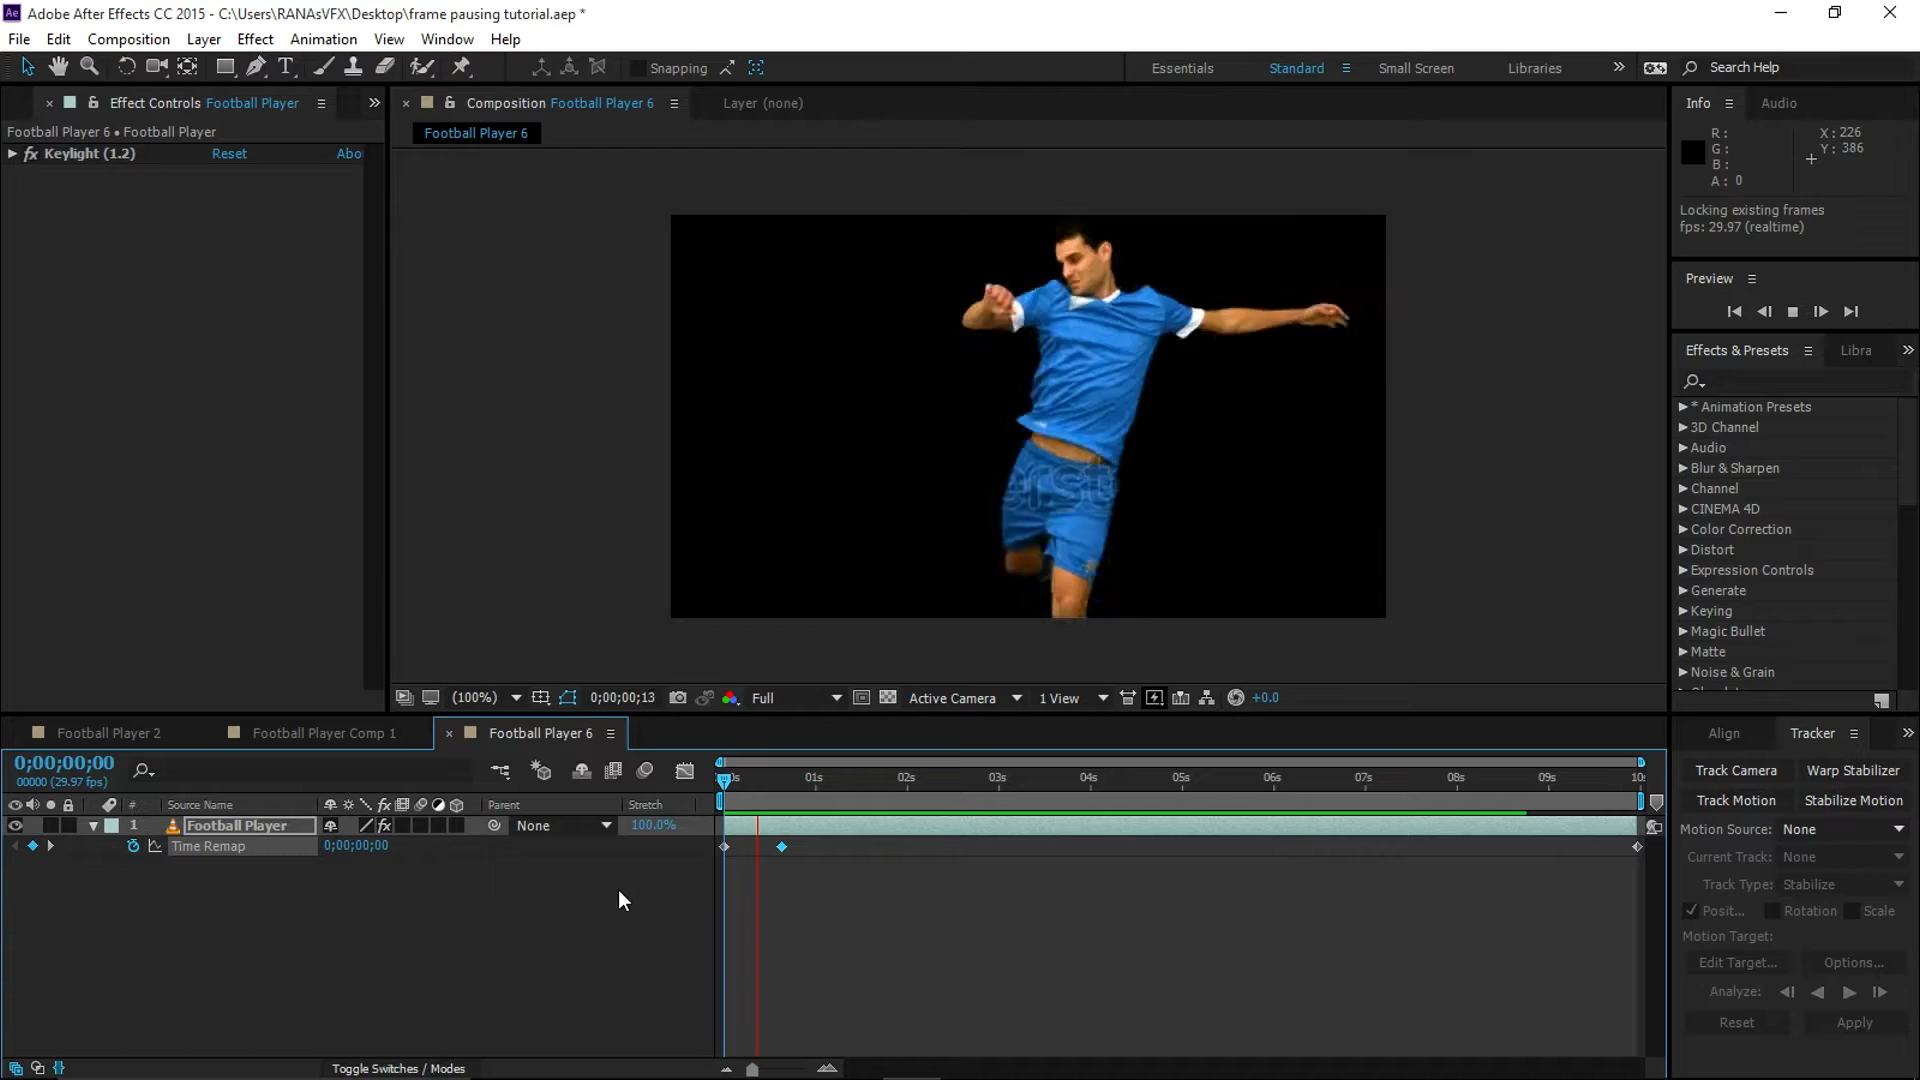 Adobe After Effects CC 2015 - C:\Users\RANAsVFX\Desktop\frame pausing tutorial.aep *
File Edit Composition Layer Effect Animation View Window Help
Snapping Essentials Standard Small Screen Libraries Search Help
Effect Controls Football Player
Football Player 6 • Football Player
fx Keylight (1.2) Reset Abo
Composition Football Player 6 Layer (none)
Football Player 6
Info Audio
R: X: 226
G: Y: 386
B:
A: 0
Locking existing frames
fps: 29.97 (realtime)
Preview
Effects & Presets Libra
* Animation Presets
3D Channel
Audio
Blur & Sharpen
Channel
CINEMA 4D
Color Correction
Distort
Expression Controls
Generate
Keying
Magic Bullet
Matte
Noise & Grain
erst
(100%) 0;00;00;13 Full Active Camera 1 View +0.0
Football Player 2 Football Player Comp 1 Football Player 6
0;00;00;00
00000 (29.97 fps)
0s 01s 02s 03s 04s 05s 06s 07s 08s 09s 10
# Source Name fx Parent Stretch
1 Football Player fx None 100.0%
Time Remap 0;00;00;00
Toggle Switches / Modes
Align Tracker
Track Camera Warp Stabilizer
Track Motion Stabilize Motion
Motion Source: None
Current Track: None
Track Type: Stabilize
Posit... Rotation Scale
Motion Target:
Edit Target... Options...
Analyze:
Reset Apply